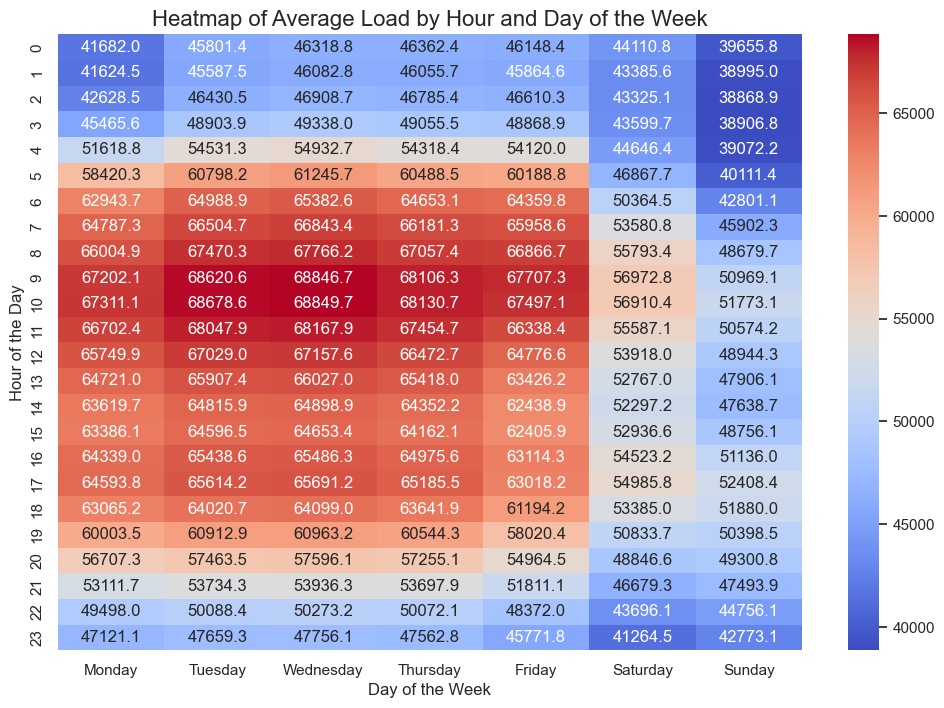 Heatmap of Average Load by Hour and Day of the Week
Hour of the Day
0 41682.0 45801.4 46318.8 46362.4 46148.4 44110.8 39655.8
1 41624.5 45587.5 46082.8 46055.7 45864.6 43385.6 38995.0
2 42628.5 46430.5 46908.7 46785.4 46610.3 43325.1 38868.9
3 45465.6 48903.9 49338.0 49055.5 48868.9 43599.7 38906.8
4 51618.8 54531.3 54932.7 54318.4 54120.0 44646.4 39072.2
5 58420.3 60798.2 61245.7 60488.5 60188.8 46867.7 40111.4
6 62943.7 64988.9 65382.6 64653.1 64359.8 50364.5 42801.1
7 64787.3 66504.7 66843.4 66181.3 65958.6 53580.8 45902.3
8 66004.9 67470.3 67766.2 67057.4 66866.7 55793.4 48679.7
9 67202.1 68620.6 68846.7 68106.3 67707.3 56972.8 50969.1
10 67311.1 68678.6 68849.7 68130.7 67497.1 56910.4 51773.1
11 66702.4 68047.9 68167.9 67454.7 66338.4 55587.1 50574.2
12 65749.9 67029.0 67157.6 66472.7 64776.6 53918.0 48944.3
13 64721.0 65907.4 66027.0 65418.0 63426.2 52767.0 47906.1
14 63619.7 64815.9 64898.9 64352.2 62438.9 52297.2 47638.7
15 63386.1 64596.5 64653.4 64162.1 62405.9 52936.6 48756.1
16 64339.0 65438.6 65486.3 64975.6 63114.3 54523.2 51136.0
17 64593.8 65614.2 65691.2 65185.5 63018.2 54985.8 52408.4
18 63065.2 64020.7 64099.0 63641.9 61194.2 53385.0 51880.0
19 60003.5 60912.9 60963.2 60544.3 58020.4 50833.7 50398.5
20 56707.3 57463.5 57596.1 57255.1 54964.5 48846.6 49300.8
21 53111.7 53734.3 53936.3 53697.9 51811.1 46679.3 47493.9
22 49498.0 50088.4 50273.2 50072.1 48372.0 43696.1 44756.1
23 47121.1 47659.3 47756.1 47562.8 45771.8 41264.5 42773.1
Monday Tuesday Wednesday Thursday Friday Saturday Sunday
Day of the Week
65000
60000
55000
50000
45000
40000